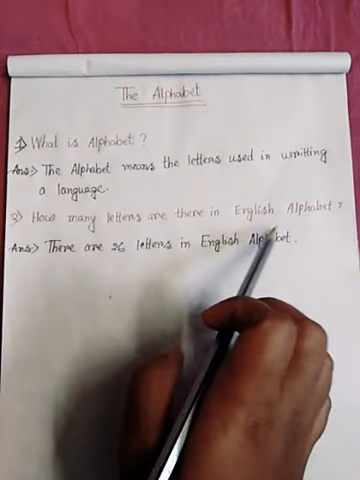 The Alphabet
1) What is Alphabet?
Ans:> The Alphabet means the letters used in writting
a language.
2) How many letters are there in English Alphabet?
Ans:> There are 26 letters in English Alphabet.